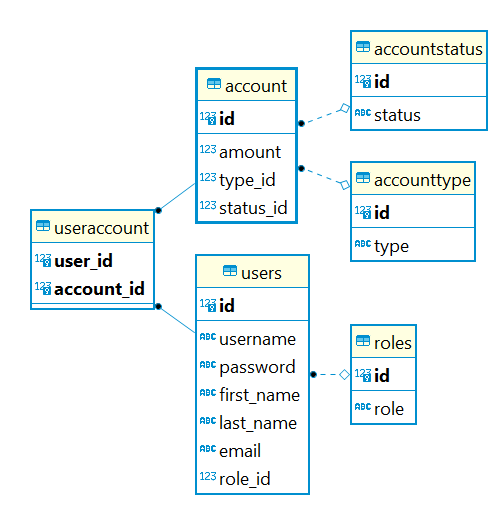 account
123 id
123 amount
123 type_id
123 status_id
accountstatus
123 id
ABC status
accounttype
123 id
ABC type
useraccount
123 user_id
123 account_id
users
123 id
ABC username
ABC password
ABC first_name
ABC last_name
ABC email
123 role_id
roles
123 id
ABC role